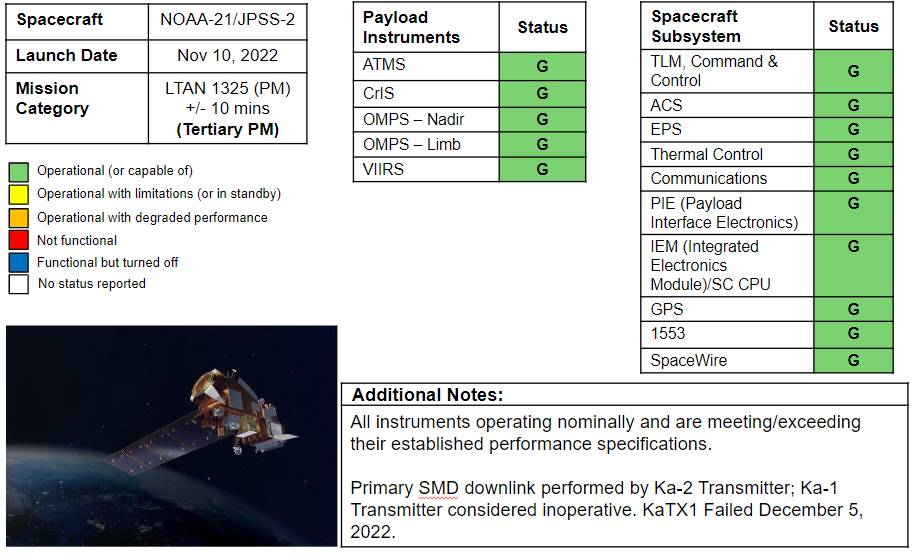 Spacecraft NOAA-21/JPSS-2
Launch Date Nov 10, 2022
Mission Category LTAN 1325 (PM)
+/- 10 mins
(Tertiary PM)
Operational (or capable of)
Operational with limitations (or in standby)
Operational with degraded performance
Not functional
Functional but turned off
No status reported
Payload
Instruments Status
ATMS G
CrIS G
OMPS – Nadir G
OMPS – Limb G
VIIRS G
Spacecraft
Subsystem Status
TLM, Command &
Control G
ACS G
EPS G
Thermal Control G
Communications G
PIE (Payload G
Interface Electronics)
IEM (Integrated G
Electronics
Module)/SC CPU
GPS G
1553 G
SpaceWire G
Additional Notes:
All instruments operating nominally and are meeting/exceeding
their established performance specifications.
Primary SMD downlink performed by Ka-2 Transmitter; Ka-1
Transmitter considered inoperative. KaTX1 Failed December 5,
2022.